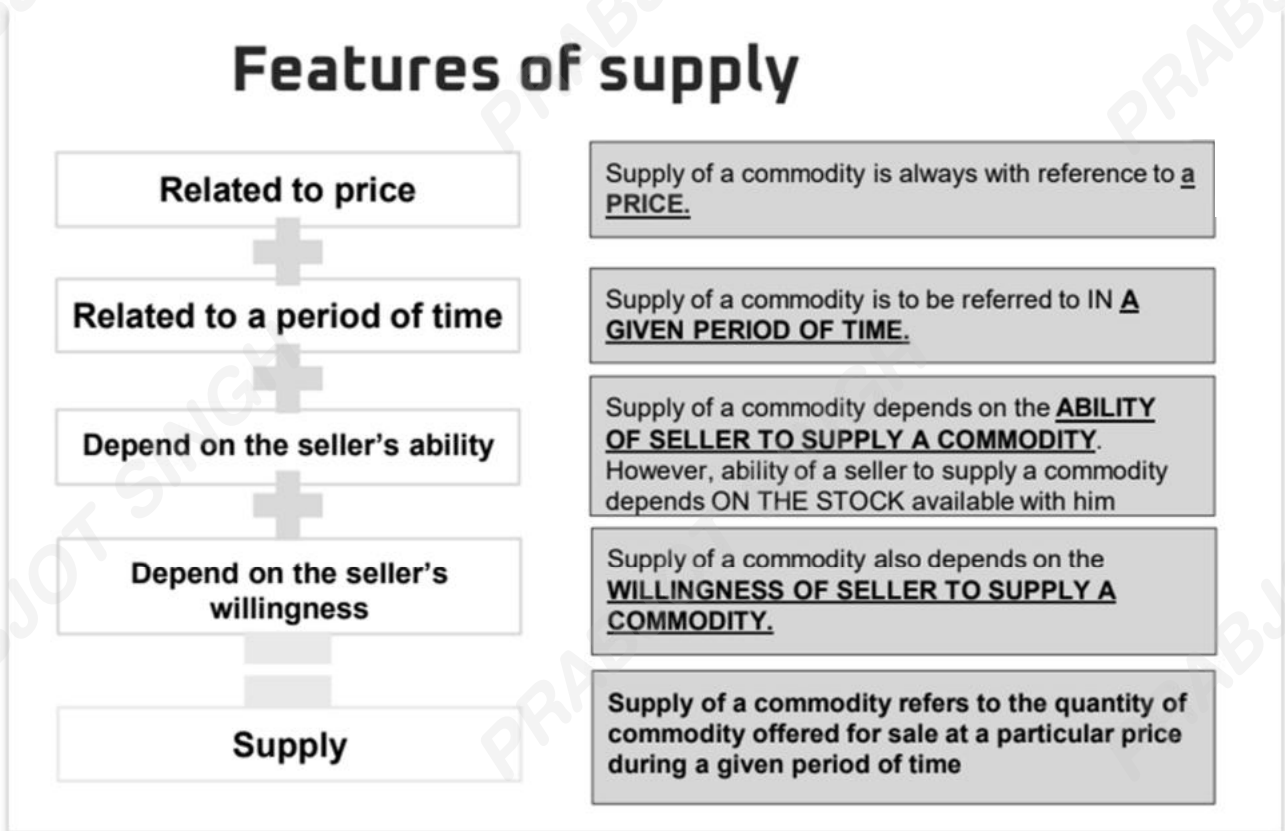 Features of supply
Related to price
Supply of a commodity is always with reference to a
PRICE.
Related to a period of time
Supply of a commodity is to be referred to IN A
GIVEN PERIOD OF TIME.
Depend on the seller's ability
Supply of a commodity depends on the ABILITY
OF SELLER TO SUPPLY A COMMODITY.
However, ability of a seller to supply a commodity
depends ON THE STOCK available with him
Depend on the seller's
willingness
Supply of a commodity also depends on the
WILLINGNESS OF SELLER TO SUPPLY A
COMMODITY.
Supply
Supply of a commodity refers to the quantity of
commodity offered for sale at a particular price
during a given period of time
PRABJOT SINGH